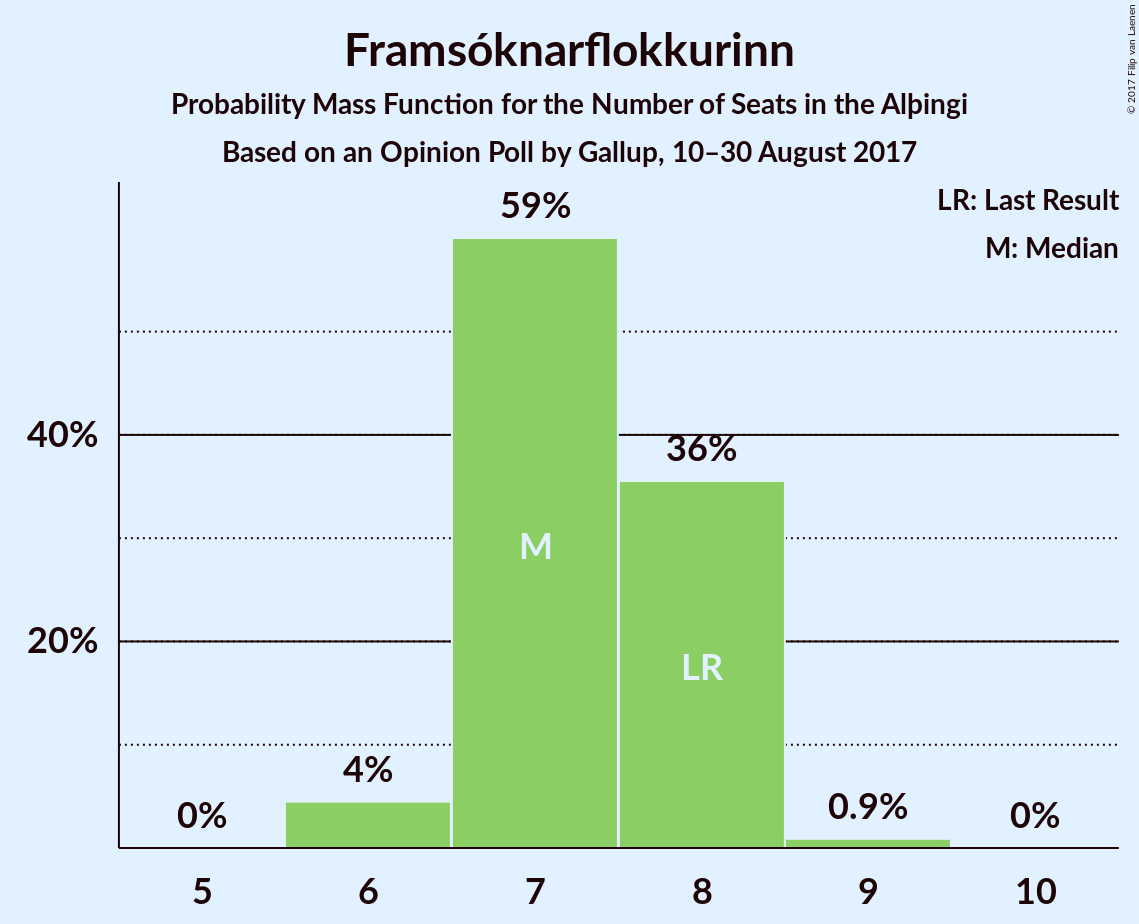 Framsóknarflokkurinn
Probability Mass Function for the Number of Seats in the Alþingi
Based on an Opinion Poll by Gallup, 10–30 August 2017
© 2017 Filip van Laenen
LR: Last Result
M: Median
59%
40%
36%
M
20%
LR
4%
0%
0.9%
0%
5 6 7 8 9 10